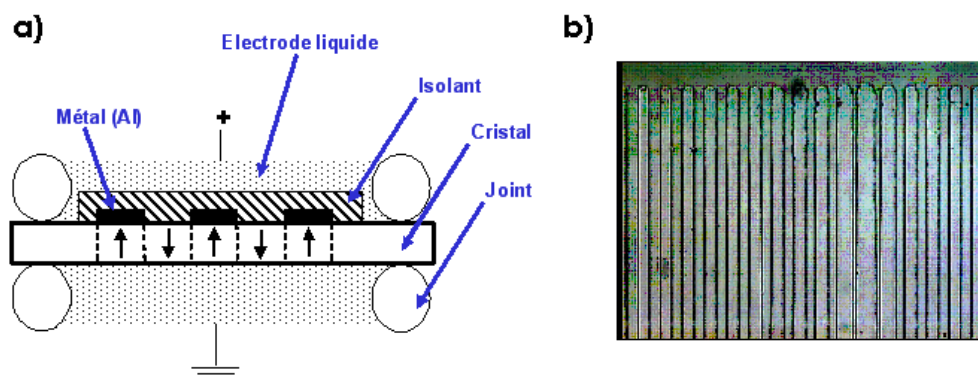 a)
b)
Electrode liquide
Isolant
Métal (Al)
+
Cristal
Joint